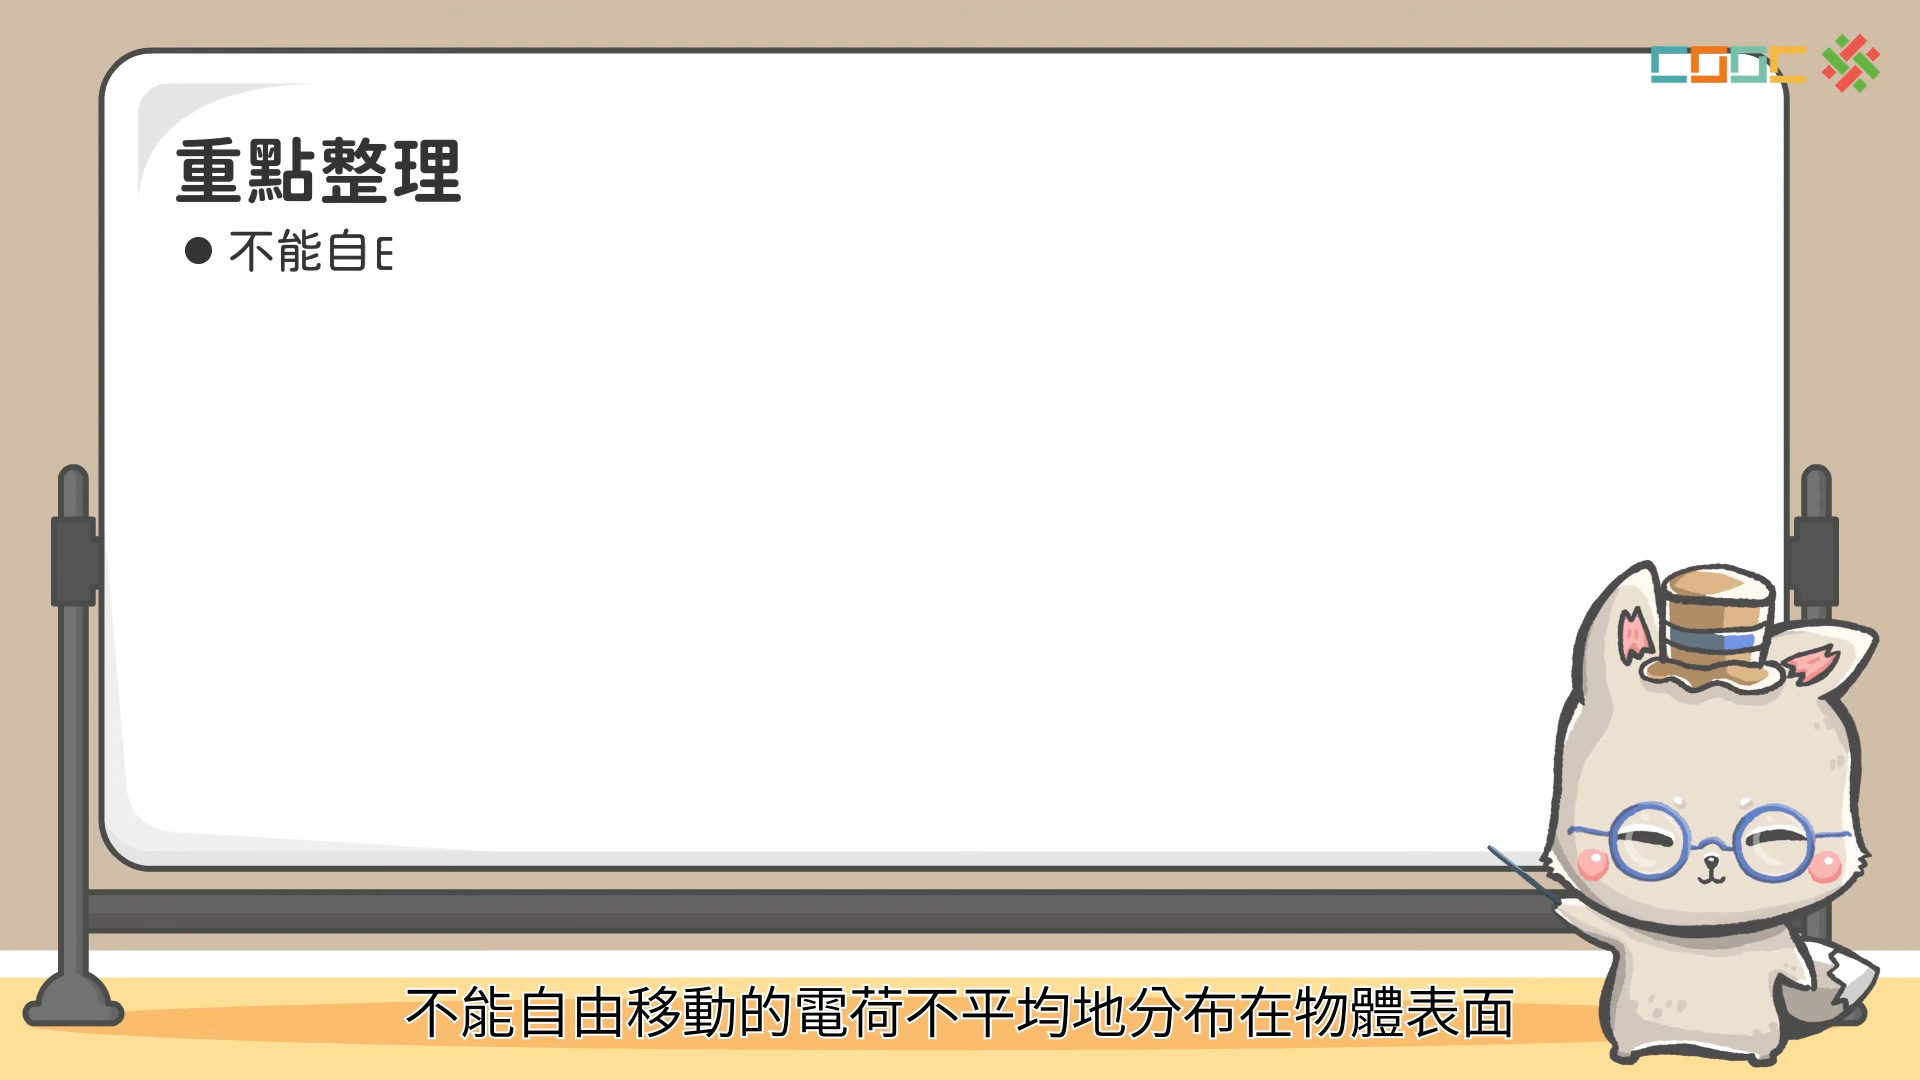 重點整理
● 不能自
不能自由移動的電荷不平均地分布在物體表面